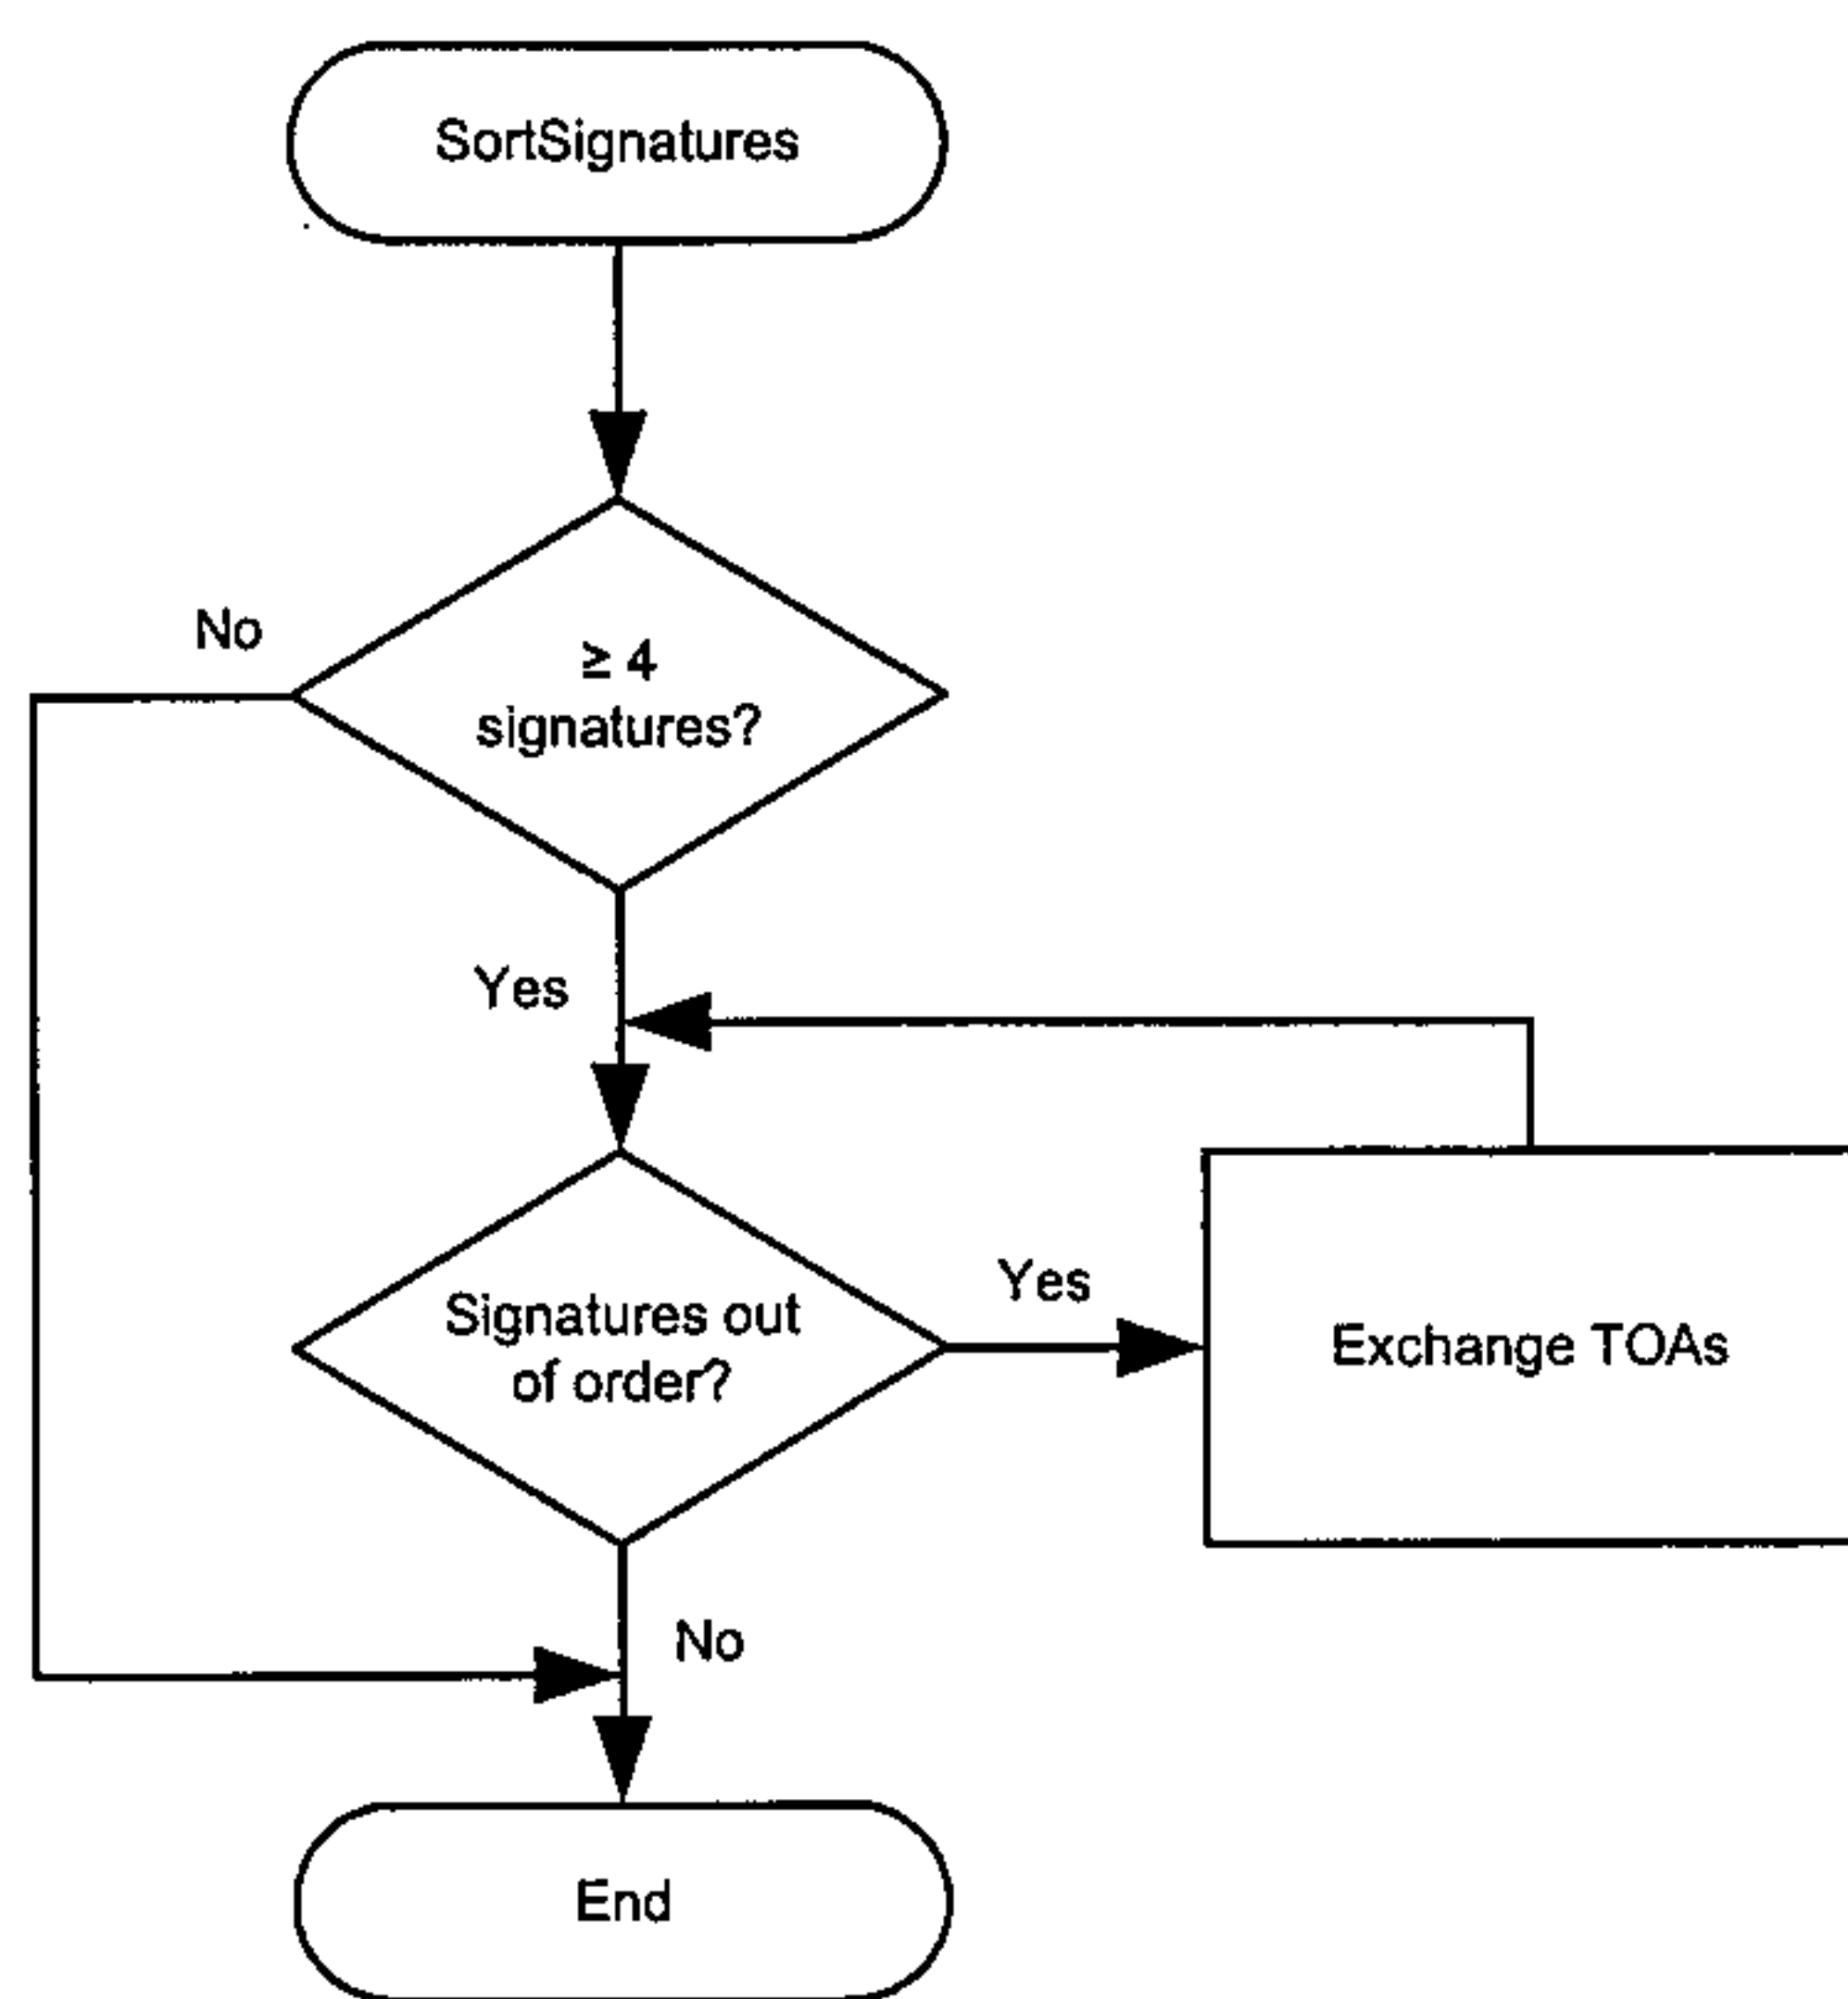 SortSignatures
No
≥ 4
signatures?
Yes
Yes
Signatures out
of order?
Exchange TOAs
No
End